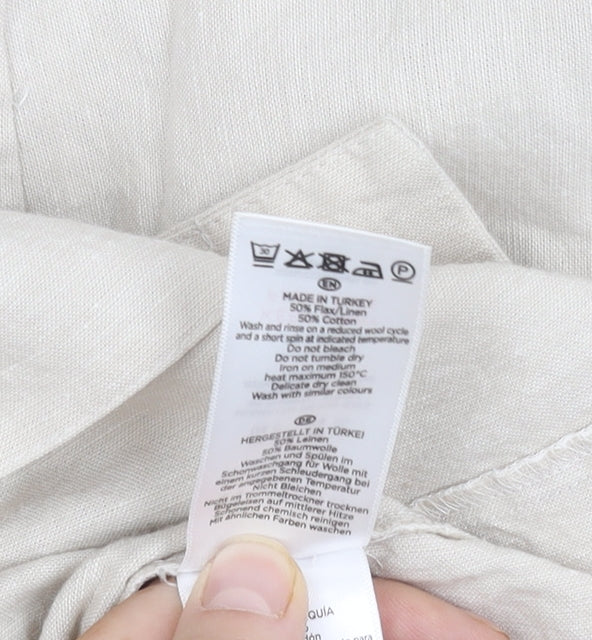 30
P
EN
MADE IN TURKEY
50% Flax/Linen
50% Cotton
Wash and rinse on a reduced wool cycle
and a short spin at indicated temperature
Do not bleach
Do not tumble dry
Iron on medium
heat maximum 150°C
Delicate dry clean
Wash with similar colours
DE
HERGESTELLT IN TÜRKEI
50% Leinen
50% Baumwolle
Waschen und Spülen im
Schonwaschgang für Wolle mit
einem kurzen Schleudergang bei
der angegebenen Temperatur
Nicht Bleichen
Nicht im Trommeltrockner trocknen
Bügeleisen auf mittlerer Hitze
Schonend chemisch reinigen
Mit ähnlichen Farben waschen
QUÍA